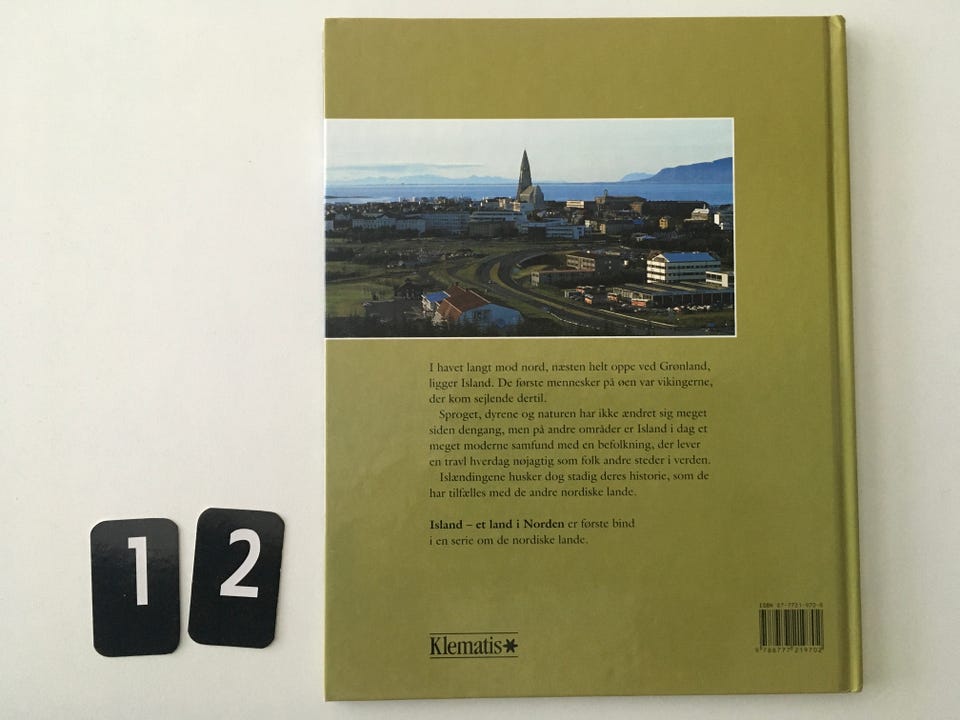 I havet langt mod nord, næsten helt oppe ved Grønland,
ligger Island. De første mennesker på øen var vikingerne,
der kom sejlende dertil.
Sproget, dyrene og naturen har ikke ændret sig meget
siden dengang, men på andre områder er Island i dag et
meget moderne samfund med en befolkning, der lever
en travl hverdag nøjagtig som folk andre steder i verden.
Islændingene husker dog stadig deres historie, som de
har tilfælles med de andre nordiske lande.
Island – et land i Norden er første bind
i en serie om de nordiske lande.
1 2
Klematis
ISBN
9 788777 219702